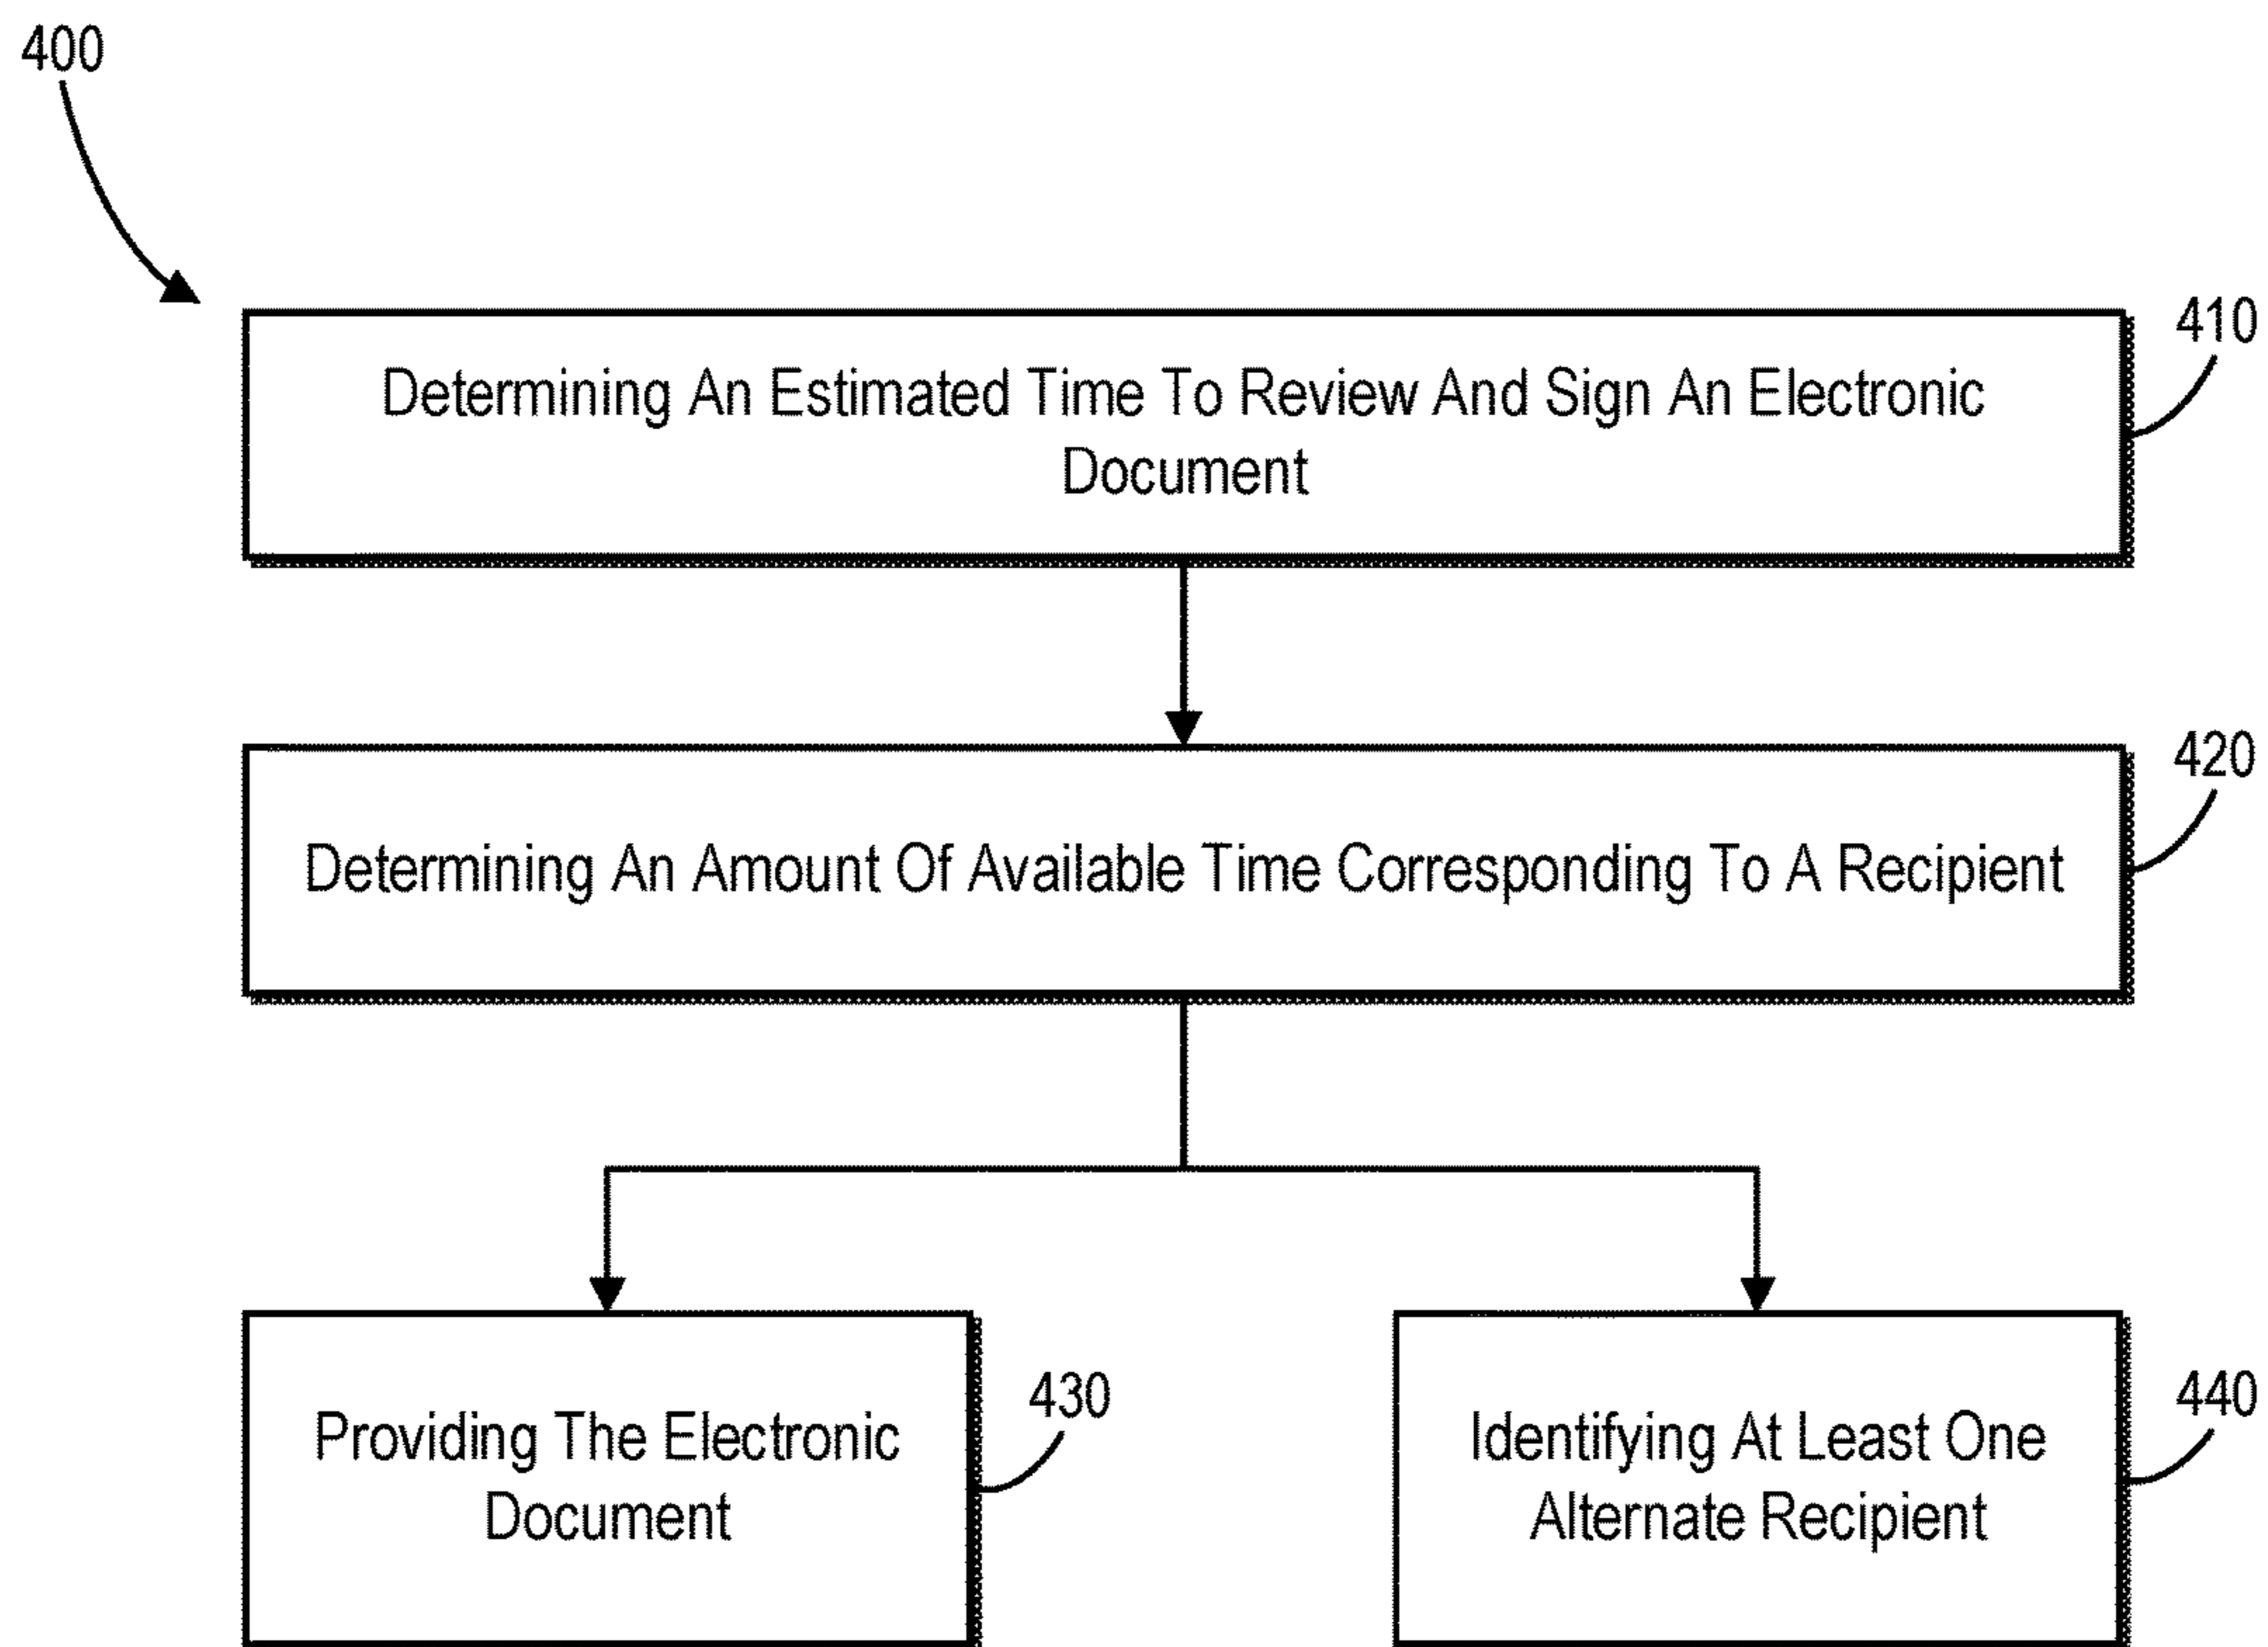 400
410
Determining An Estimated Time To Review And Sign An Electronic
Document
420
Determining An Amount Of Available Time Corresponding To A Recipient
430
Providing The Electronic
Document
440
Identifying At Least One
Alternate Recipient